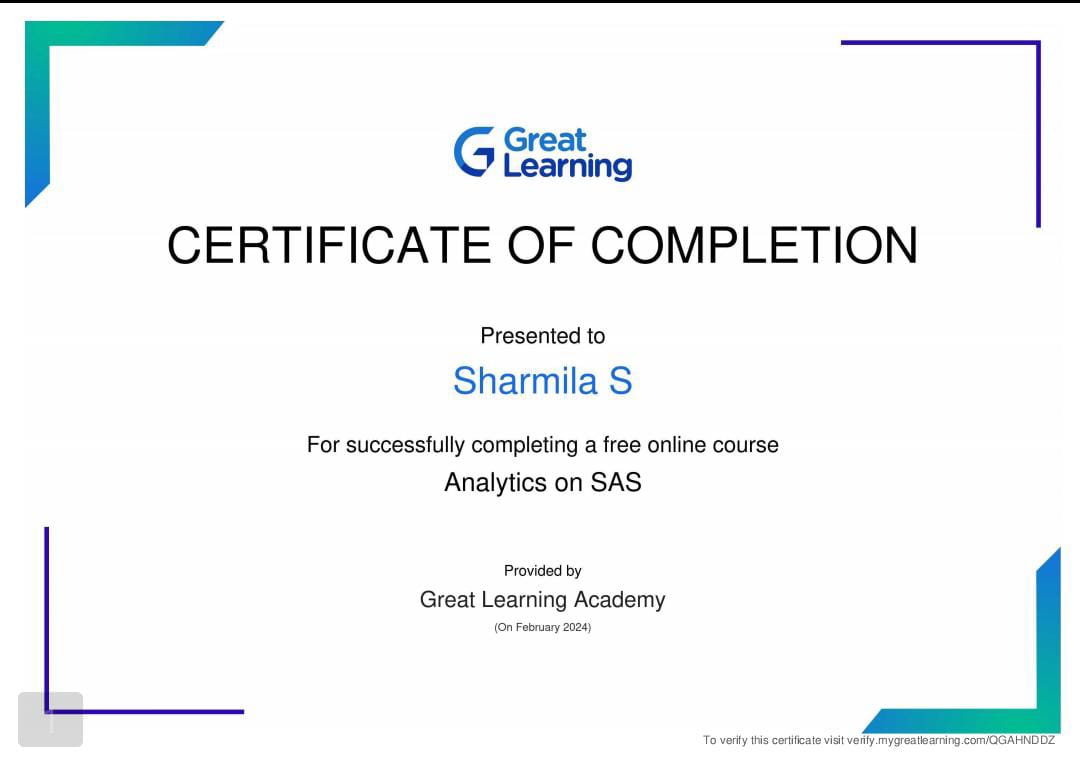 Great
Learning
CERTIFICATE OF COMPLETION
Presented to
Sharmila S
For successfully completing a free online course
Analytics on SAS
Provided by
Great Learning Academy
(On February 2024)
To verify this certificate visit verify.mygreatlearning.com/QGAHNDDZ